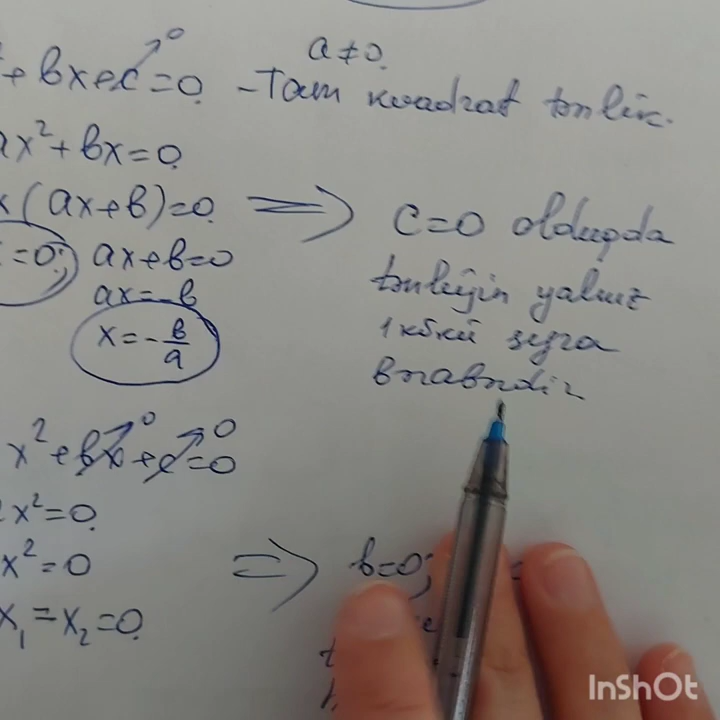 a≠0.
+bx+c=0. -Tam kvadrat tənlik.
ax²+bx=0.
x(ax+b)=0. ⟹ c=0 olduqda
=0; ax+b=0 tənliyin yalnız
ax=-b 1 kökü sıfıra
x=-b/a bərabərdir
x²+bx+c=0
x²=0.
x²=0 ⟹ b=0;
x₁=x₂=0.
InShOt